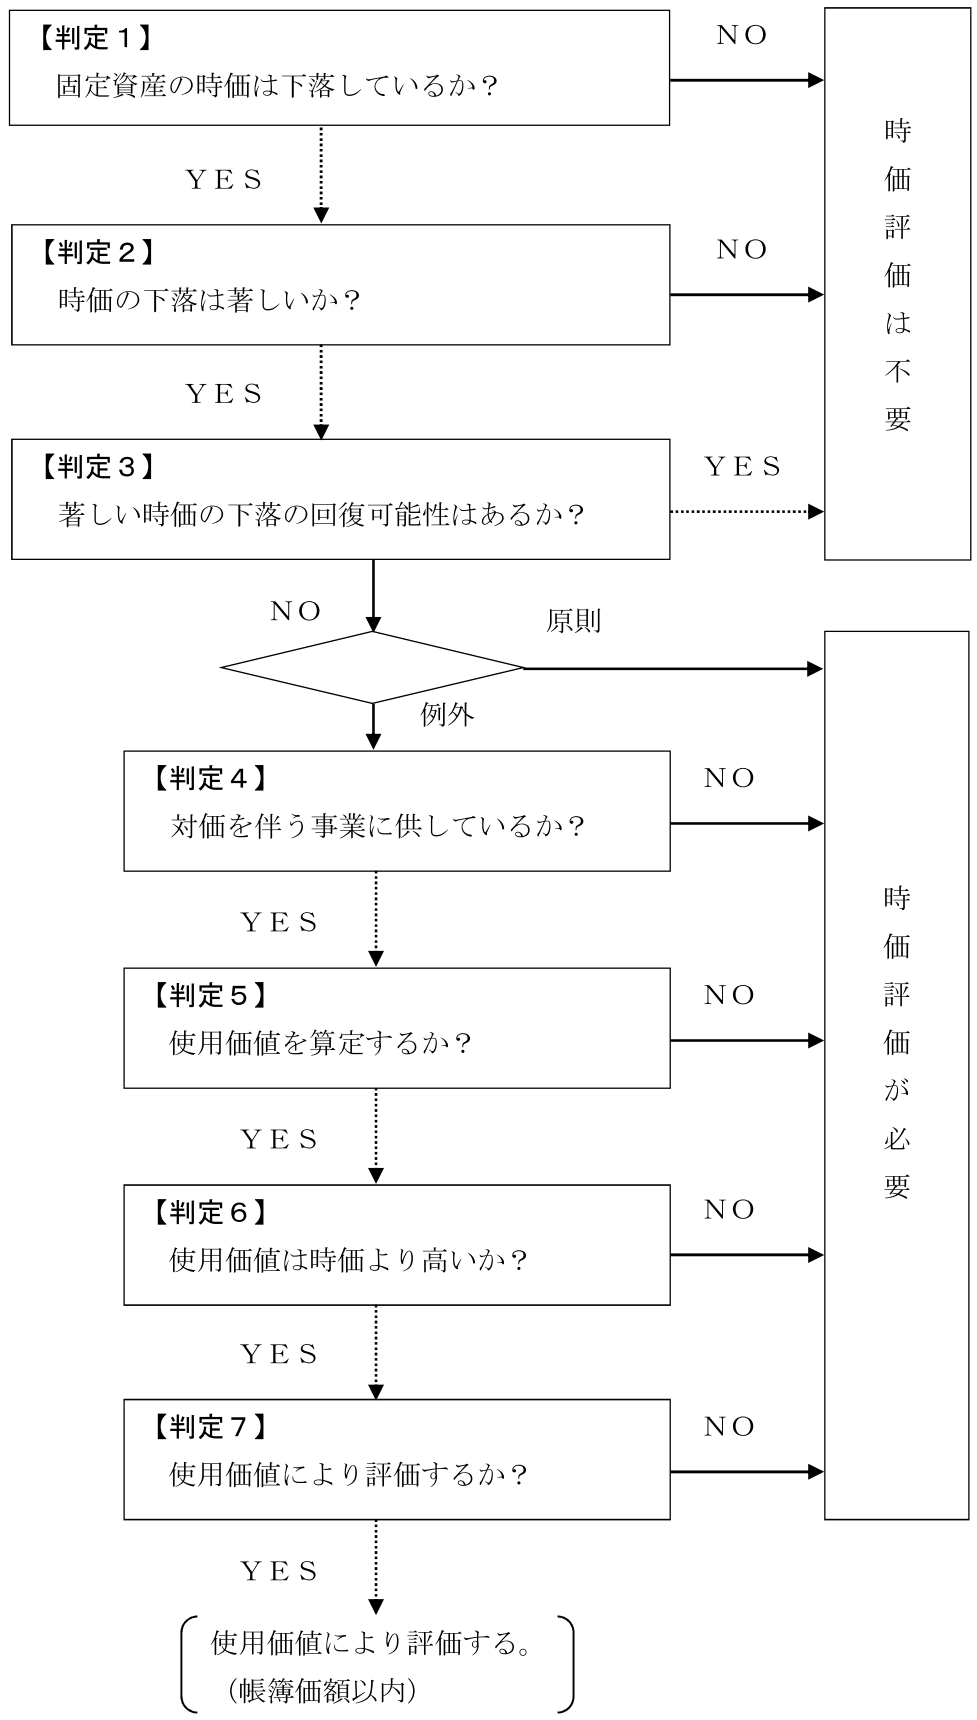 【判定１】
固定資産の時価は下落しているか？
ＮＯ
ＹＥＳ
【判定２】
時価の下落は著しいか？
ＮＯ
ＹＥＳ
【判定３】
著しい時価の下落の回復可能性はあるか？
ＹＥＳ
時価評価は不要
ＮＯ
原則
例外
【判定４】
対価を伴う事業に供しているか？
ＮＯ
ＹＥＳ
【判定５】
使用価値を算定するか？
ＮＯ
ＹＥＳ
【判定６】
使用価値は時価より高いか？
ＮＯ
ＹＥＳ
【判定７】
使用価値により評価するか？
ＮＯ
時価評価が必要
ＹＥＳ
使用価値により評価する。
（帳簿価額以内）